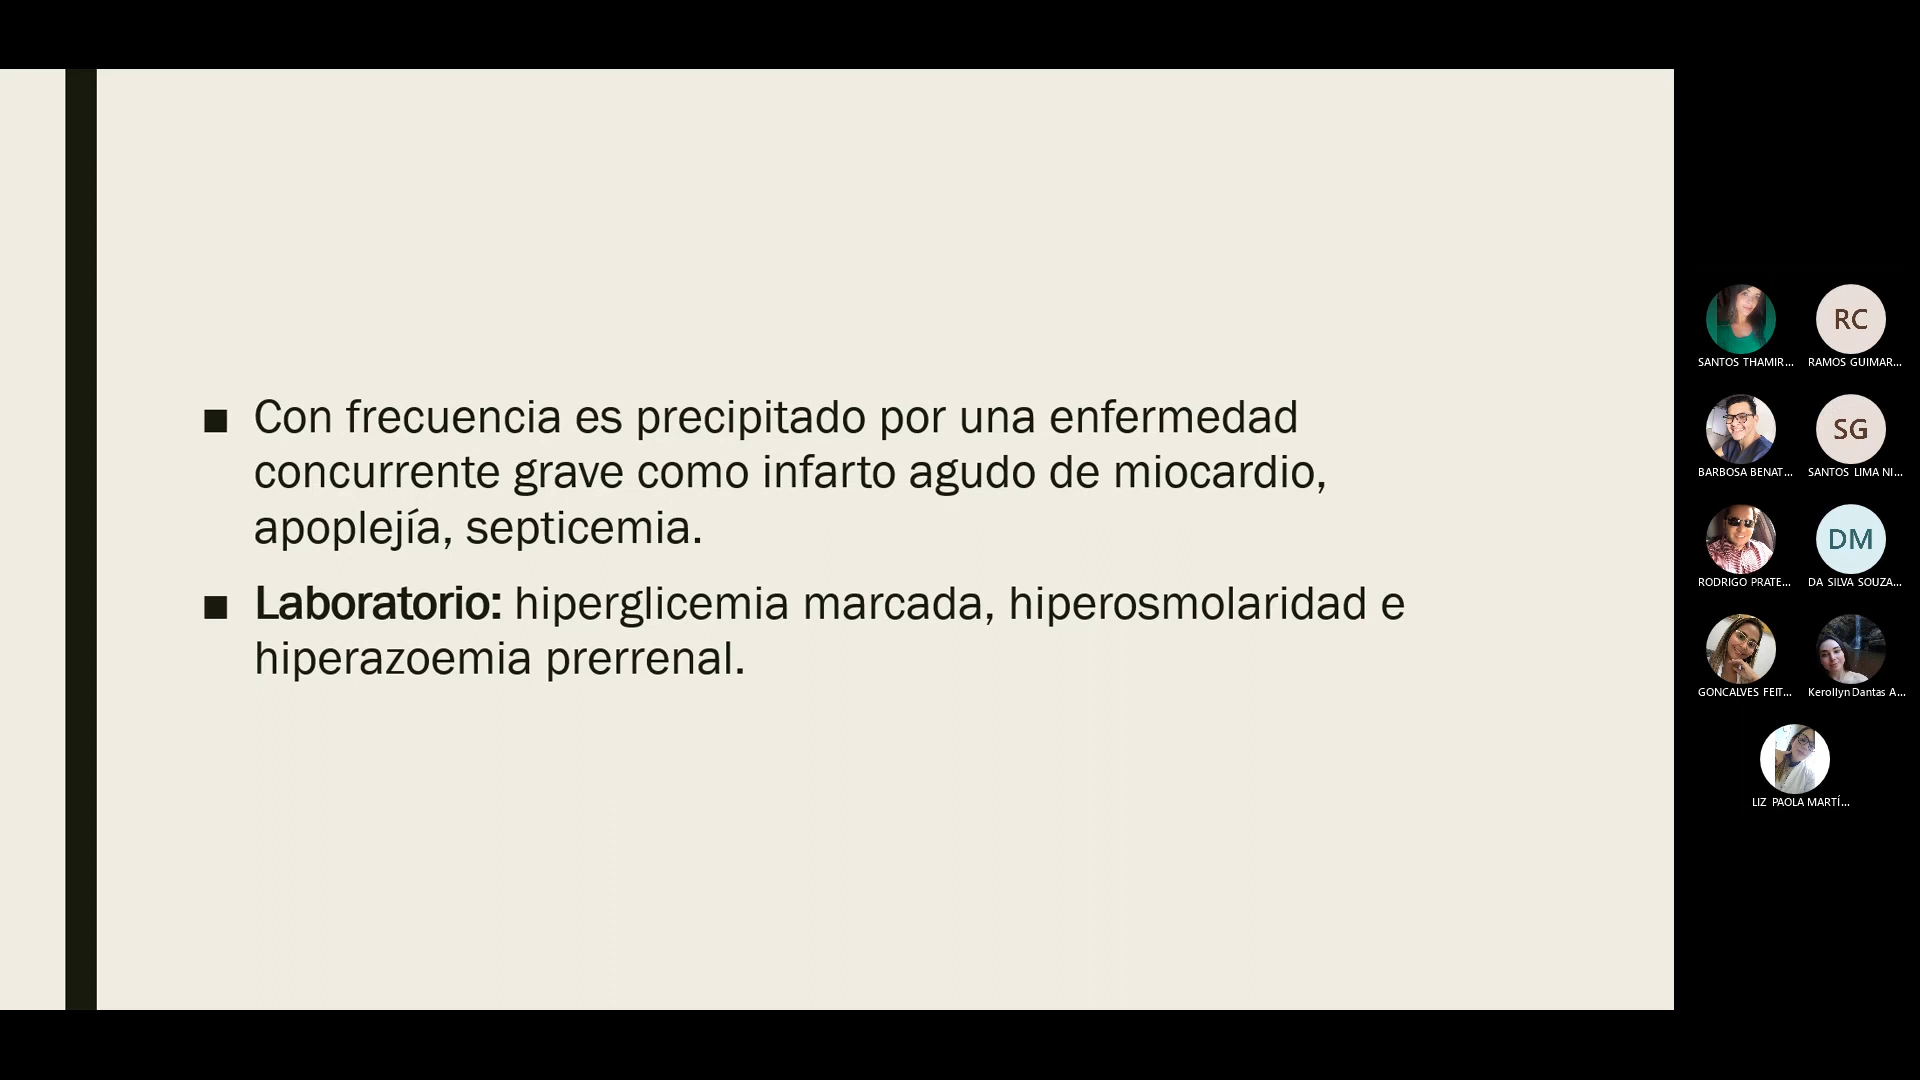 ■ Con frecuencia es precipitado por una enfermedad
concurrente grave como infarto agudo de miocardio,
apoplejía, septicemia.
■ Laboratorio: hiperglicemia marcada, hiperosmolaridad e
hiperazoemia prerrenal.
RC
SANTOS THAMIR... RAMOS GUIMAR...
SG
BARBOSA BENAT... SANTOS LIMA NI...
DM
RODRIGO PRATE... DA SILVA SOUZA...
GONCALVES FEIT... Kerollyn Dantas A...
LIZ PAOLA MARTÍ...